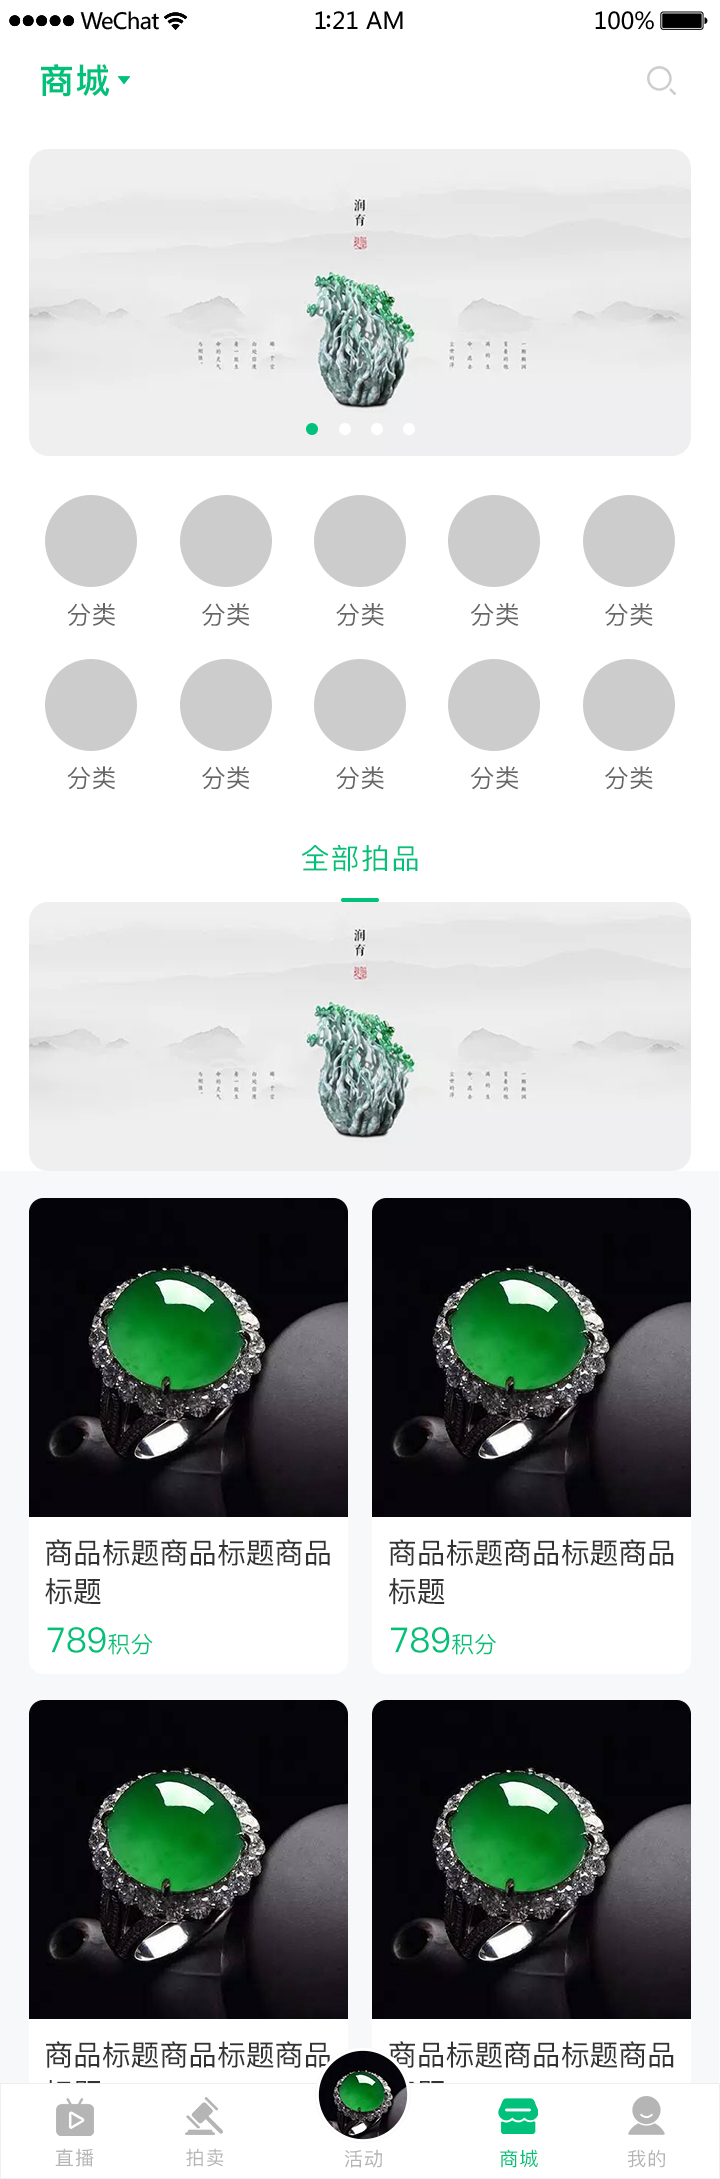 WeChat 1:21 AM 100%
商城
润
育
分类 分类 分类 分类 分类
分类 分类 分类 分类 分类
全部拍品
润
育
商品标题商品标题商品
标题
789积分
商品标题商品标题商品
标题
789积分
商品标题商品标题商品
商品标题商品标题商品
直播 拍卖 活动 商城 我的